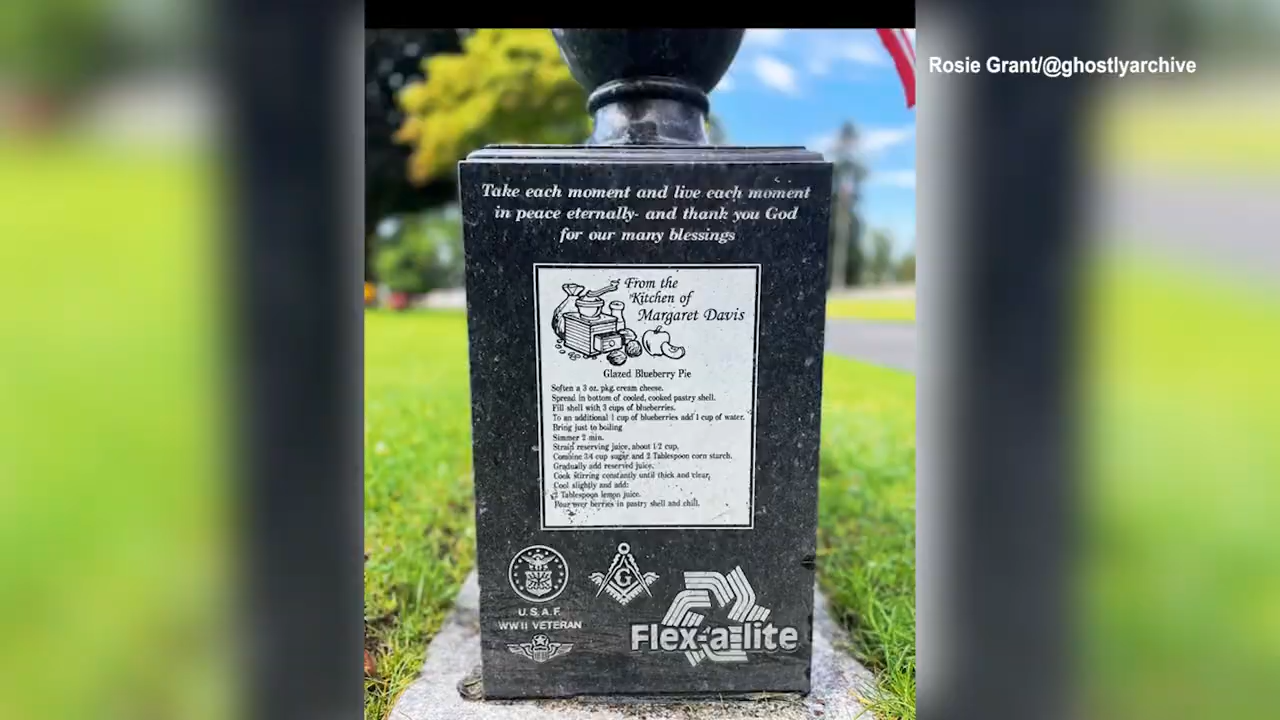 Rosie Grant/@ghostlyarchive
Take each moment and live each moment
in peace eternally- and thank you God
for our many blessings
From the
Kitchen of
Margaret Davis
Glazed Blueberry Pie
Soften a 3 oz. pkg. cream cheese.
Spread in bottom of cooled, cooked pastry shell.
Fill shell with 3 cups of blueberries.
To an additional 1 cup of blueberries add 1 cup of water.
Bring just to boiling
Simmer 2 min.
Strain reserving juice, about 1/2 cup.
Combine 3/4 cup sugar and 2 Tablespoon corn starch.
Gradually add reserved juice.
Cook stirring constantly until thick and clear,
Cool slightly and add:
2 Tablespoon lemon juice.
Pour over berries in pastry shell and chill.
G
U.S.A.F.
WW II VETERAN
Flex-a-lite